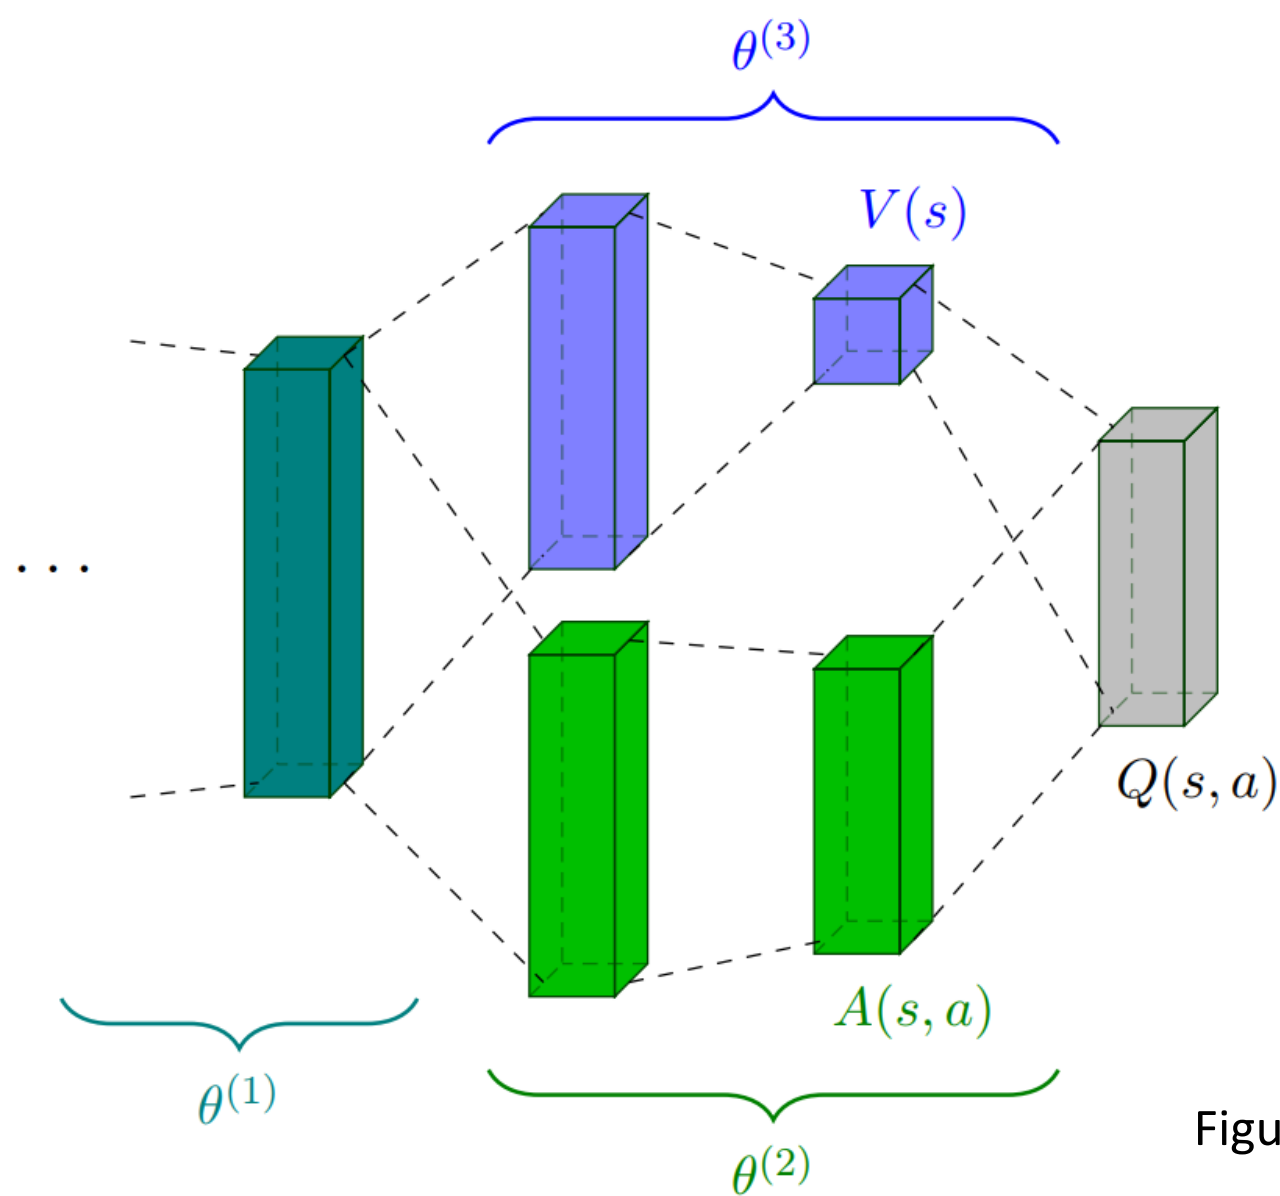 θ^(3)
V(s)
. . .
Q(s, a)
A(s, a)
θ^(1)
θ^(2)
Figu